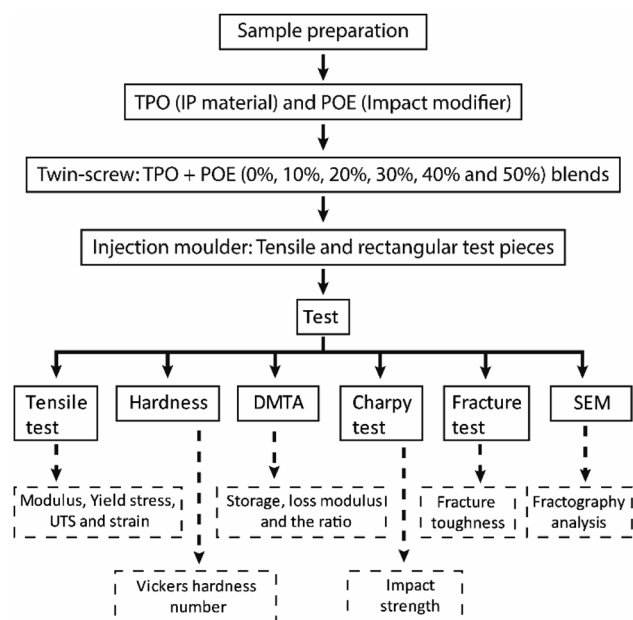 Sample preparation
TPO (IP material) and POE (Impact modifier)
Twin-screw: TPO + POE (0%, 10%, 20%, 30%, 40% and 50%) blends
Injection moulder: Tensile and rectangular test pieces
Test
Tensile
test
Hardness
DMTA
Charpy
test
Fracture
test
SEM
Modulus, Yield stress,
UTS and strain
Storage, loss modulus
and the ratio
Fracture
toughness
Fractography
analysis
Vickers hardness
number
Impact
strength